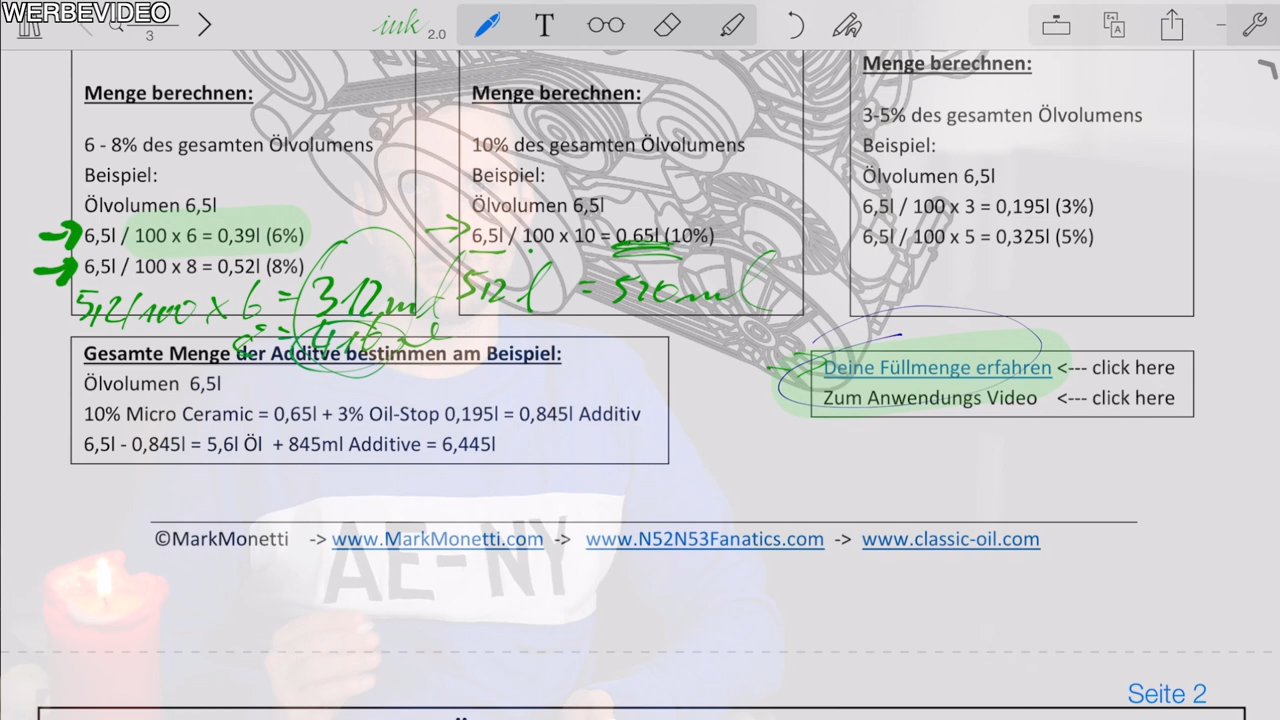 WERBEVIDEO
3
ink 2.0
T
Menge berechnen:
6 - 8% des gesamten Ölvolumens
Beispiel:
Ölvolumen 6,5l
6,5l / 100 x 6 = 0,39l (6%)
6,5l / 100 x 8 = 0,52l (8%)
5,2/100 x 6 = 312ml
8 = 416ml
Menge berechnen:
10% des gesamten Ölvolumens
Beispiel:
Ölvolumen 6,5l
6,5l / 100 x 10 = 0,65l (10%)
5,2 l = 520ml
Menge berechnen:
3-5% des gesamten Ölvolumens
Beispiel:
Ölvolumen 6,5l
6,5l / 100 x 3 = 0,195l (3%)
6,5l / 100 x 5 = 0,325l (5%)
Gesamte Menge der Additve bestimmen am Beispiel:
Ölvolumen 6,5l
10% Micro Ceramic = 0,65l + 3% Oil-Stop 0,195l = 0,845l Additiv
6,5l - 0,845l = 5,6l Öl + 845ml Additive = 6,445l
Deine Füllmenge erfahren <--- click here
Zum Anwendungs Video <--- click here
©MarkMonetti -> www.MarkMonetti.com -> www.N52N53Fanatics.com -> www.classic-oil.com
AE-NY
Seite 2